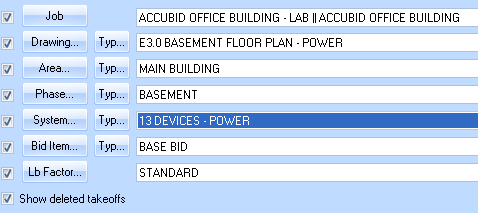 Job ACCUBID OFFICE BUILDING - LAB || ACCUBID OFFICE BUILDING
Drawing... Typ... E3.0 BASEMENT FLOOR PLAN - POWER
Area... Typ... MAIN BUILDING
Phase... Typ... BASEMENT
System... Typ... 13 DEVICES - POWER
Bid Item... Typ... BASE BID
Lb Factor... STANDARD
Show deleted takeoffs